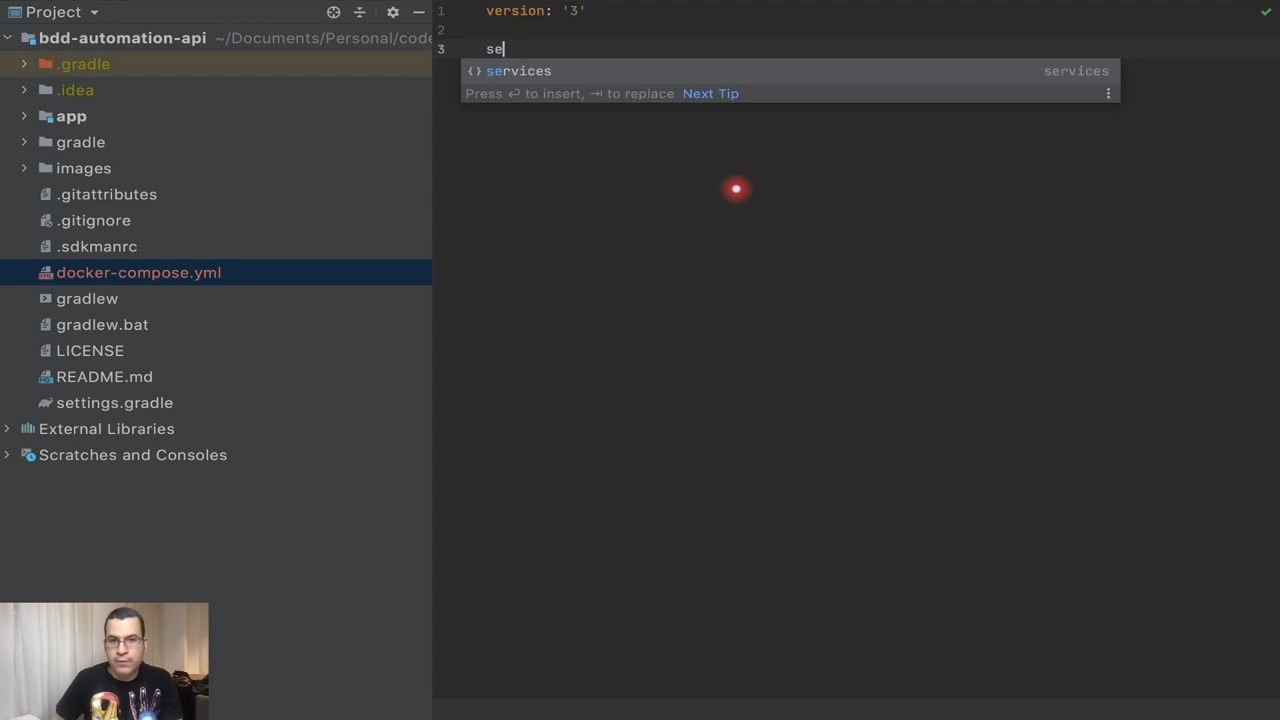 Project
bdd-automation-api ~/Documents/Personal/code
.gradle
.idea
app
gradle
images
.gitattributes
.gitignore
.sdkmanrc
docker-compose.yml
gradlew
gradlew.bat
LICENSE
README.md
settings.gradle
External Libraries
Scratches and Consoles
1 version: '3'
2
3 se
services services
Press ↵ to insert, ⇥ to replace Next Tip